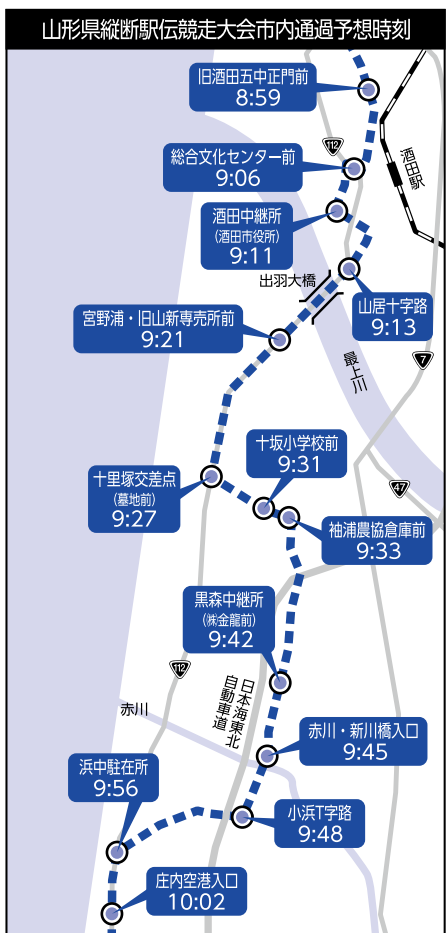 山形県縦断駅伝競走大会市内通過予想時刻
旧酒田五中正門前
8:59
112
酒田駅
総合文化センター前
9:06
酒田中継所
(酒田市役所)
9:11
出羽大橋
山居十字路
9:13
宮野浦・旧山新専売所前
9:21
最上川
7
十坂小学校前
9:31
十里塚交差点
(墓地前)
9:27
47
袖浦農協倉庫前
9:33
黒森中継所
(㈱金龍前)
9:42
112
日本海東北
自動車道
赤川
赤川・新川橋入口
9:45
浜中駐在所
9:56
小浜T字路
9:48
庄内空港入口
10:02